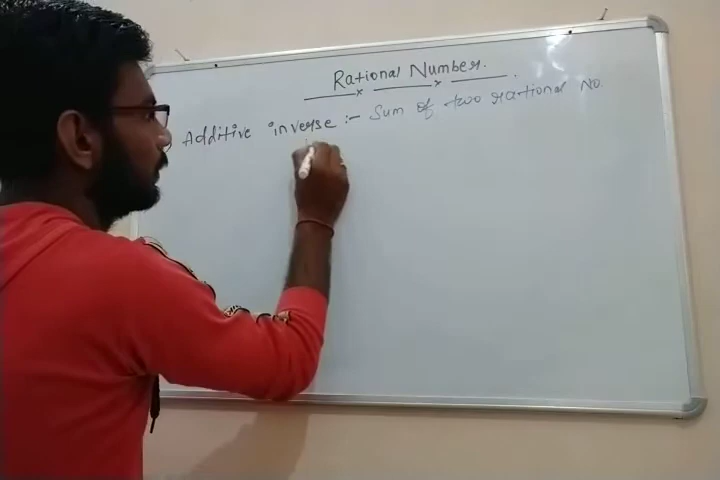 Rational Number.
Additive inverse :- Sum of two rational No.